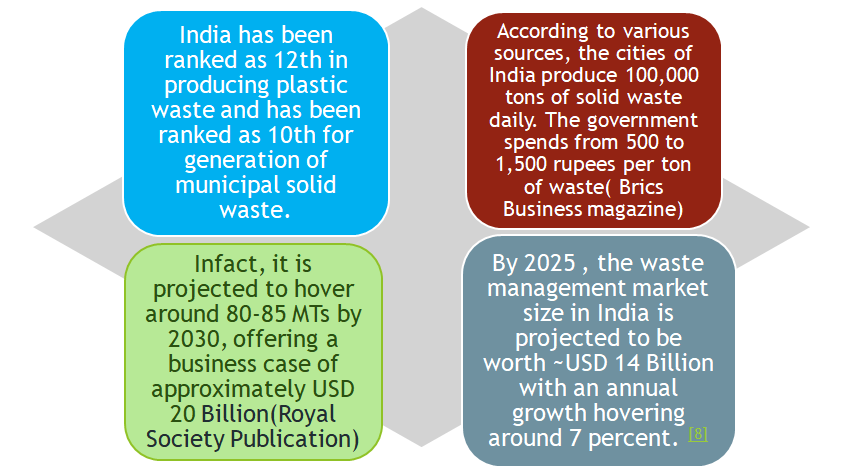 India has been
ranked as 12th in
producing plastic
waste and has been
ranked as 10th for
generation of
municipal solid
waste.
According to various
sources, the cities of
India produce 100,000
tons of solid waste
daily. The government
spends from 500 to
1,500 rupees per ton
of waste( Brics
Business magazine)
Infact, it is
projected to hover
around 80-85 MTs by
2030, offering a
business case of
approximately USD
20 Billion(Royal
Society Publication)
By 2025 , the waste
management market
size in India is
projected to be
worth ~USD 14 Billion
with an annual
growth hovering
around 7 percent. [8]